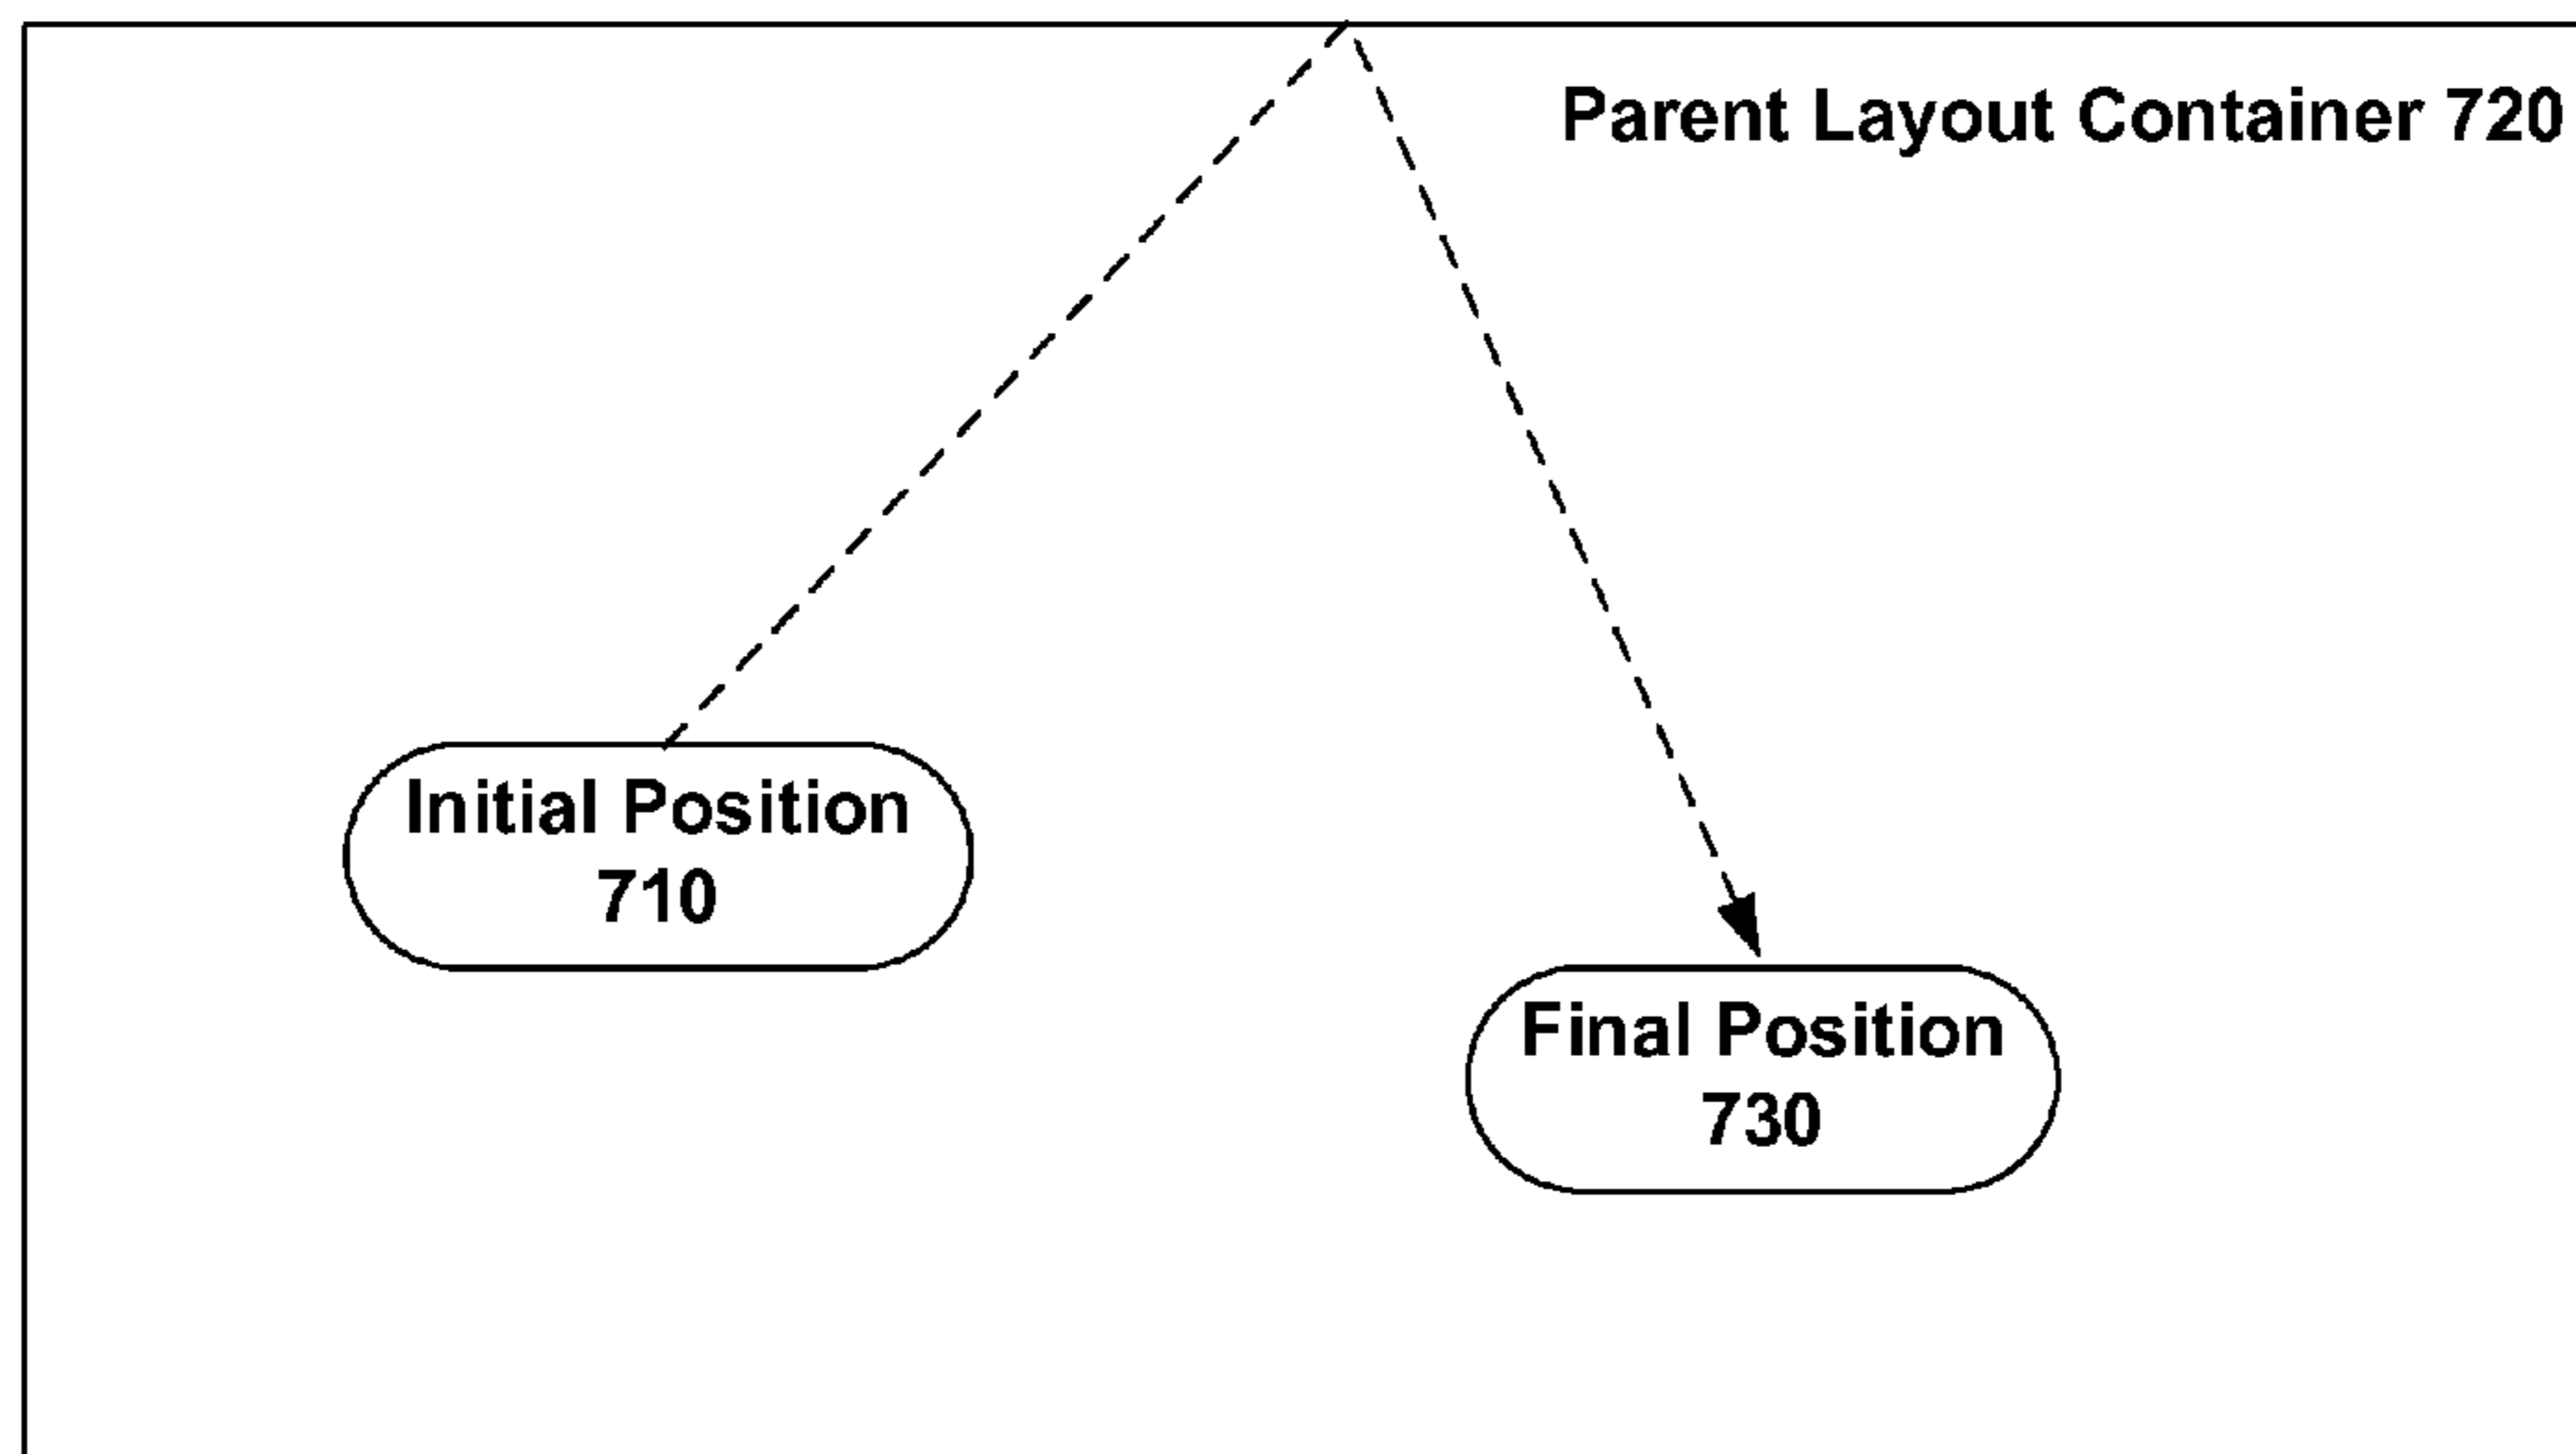 Parent Layout Container 720
Initial Position
710
Final Position
730